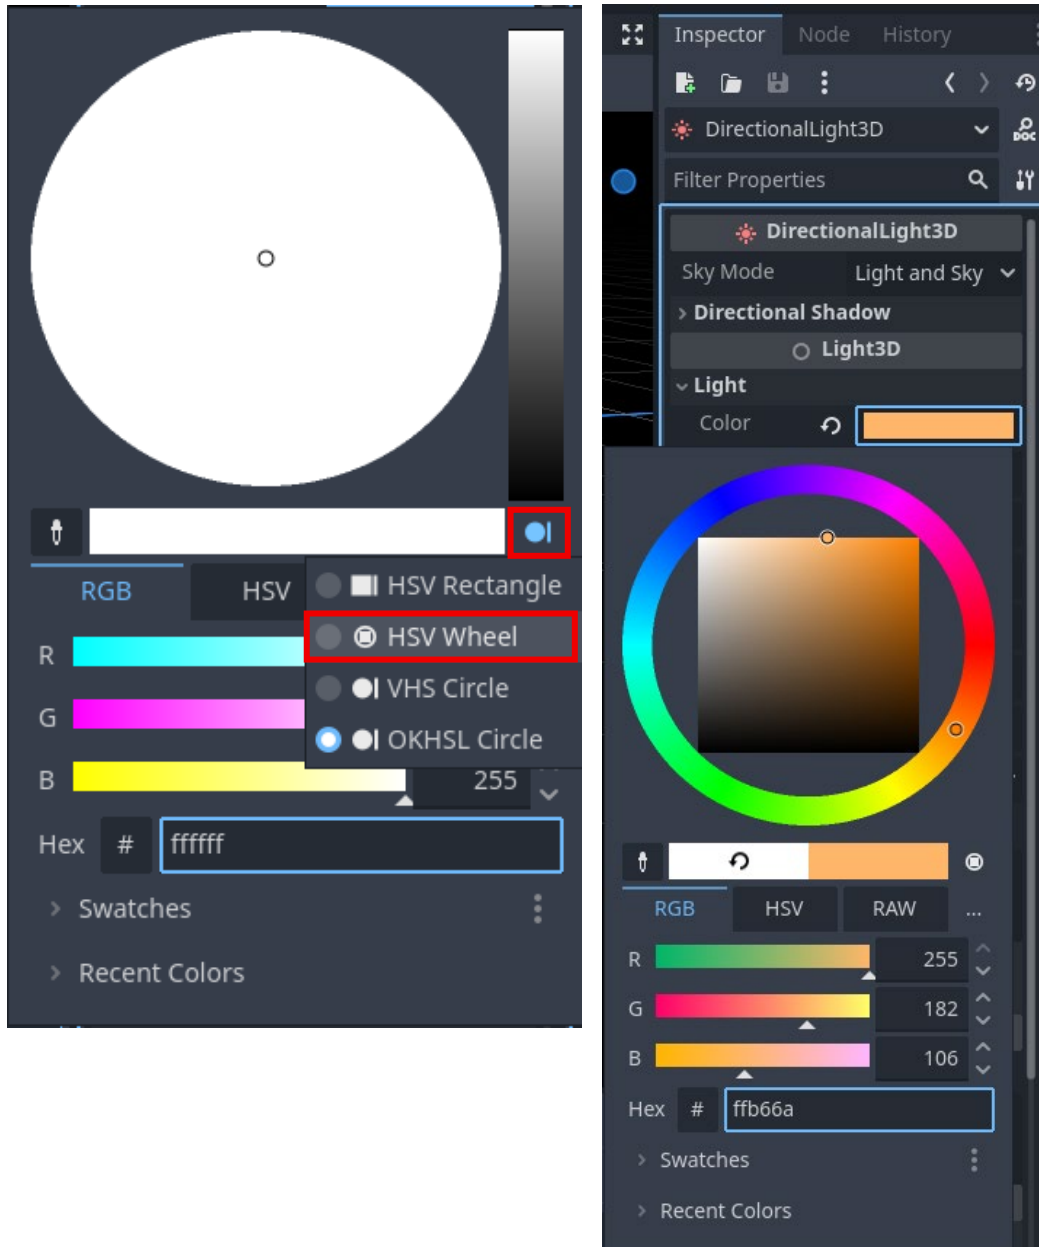 RGB HSV
HSV Rectangle
HSV Wheel
VHS Circle
OKHSL Circle
R
G
B 255
Hex # ffffff
Swatches
Recent Colors
Inspector Node History
DirectionalLight3D
DOC
Filter Properties
DirectionalLight3D
Sky Mode Light and Sky
Directional Shadow
Light3D
Light
Color
RGB HSV RAW ...
R 255
G 182
B 106
Hex # ffb66a
Swatches
Recent Colors